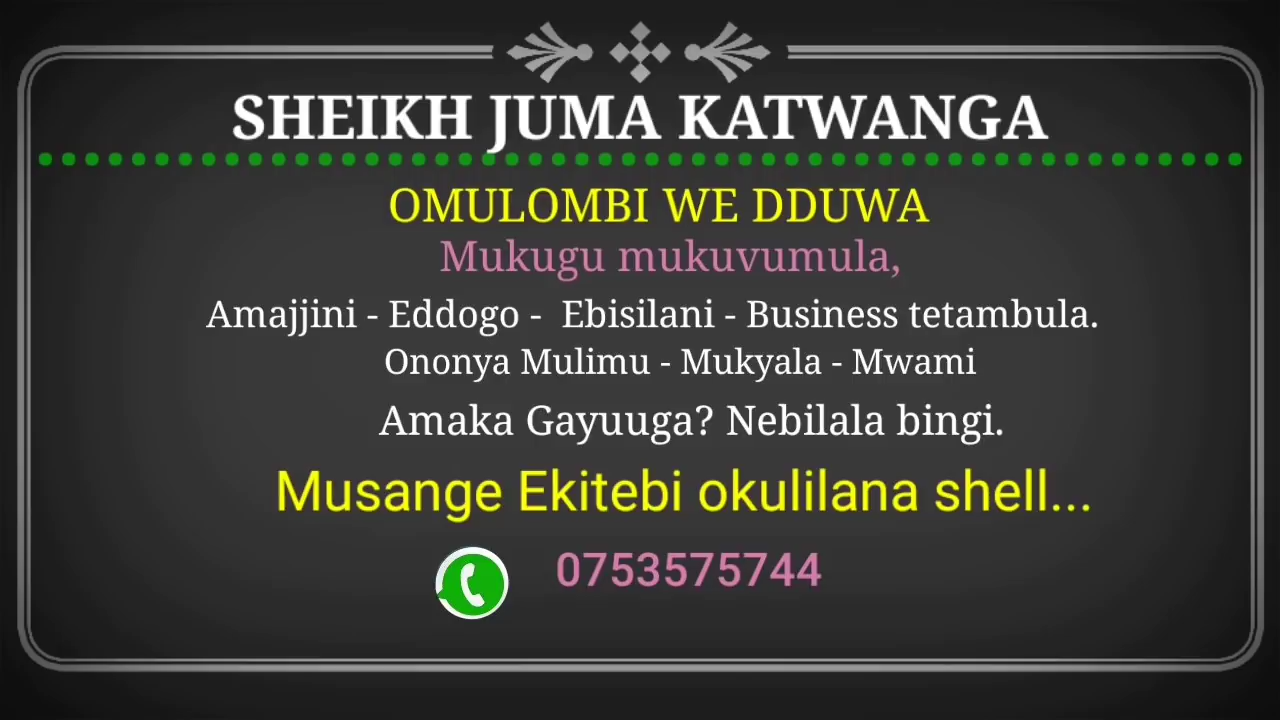 SHEIKH JUMA KATWANGA
OMULOMBI WE DDUWA
Mukugu mukuvumula,
Amajjini - Eddogo - Ebisilani - Business tetambula.
Ononya Mulimu - Mukyala - Mwami
Amaka Gayuuga? Nebilala bingi.
Musange Ekitebi okulilana shell...
0753575744